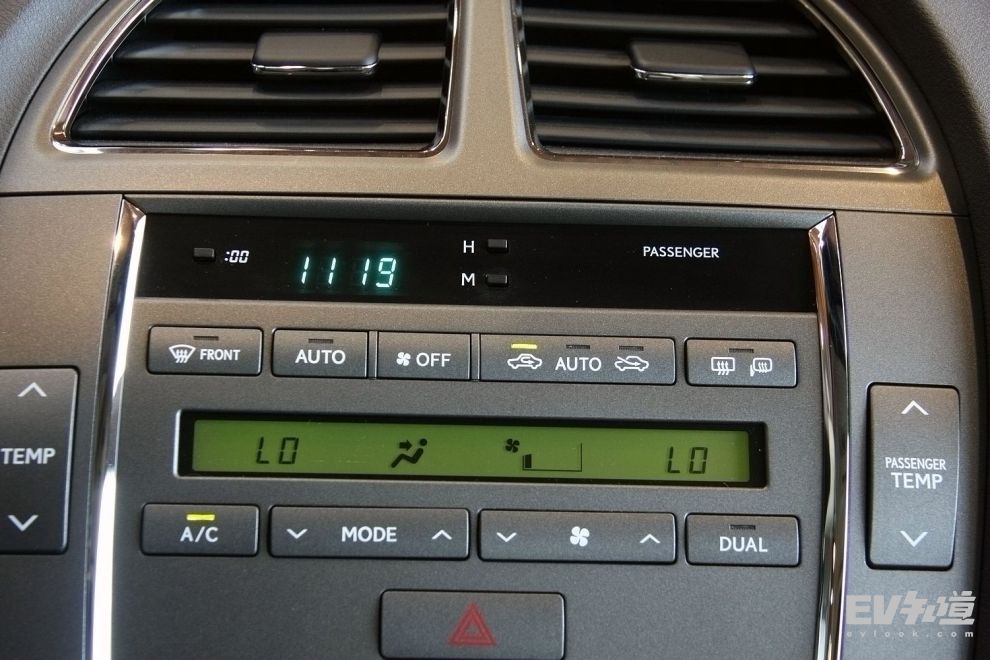 :00
1119
H
M
PASSENGER
FRONT
AUTO
OFF
AUTO
TEMP
LO
LO
PASSENGER
TEMP
A/C
MODE
DUAL
EV知道
evlook.com